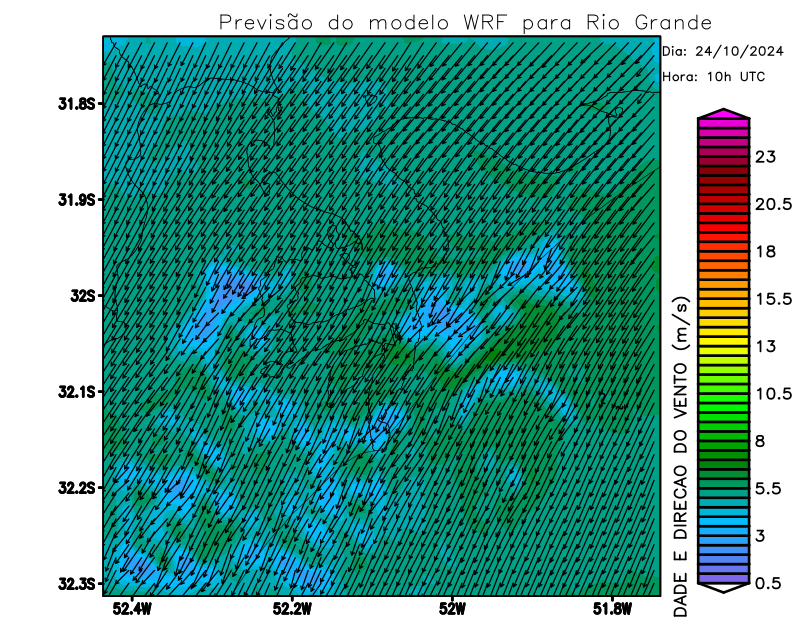 Previsão do modelo WRF para Rio Grande
Dia: 24/10/2024
Hora: 10h UTC
31.8S
31.9S
32S
32.1S
32.2S
32.3S
52.4W
52.2W
52W
51.8W
23
20.5
18
15.5
13
10.5
8
5.5
3
0.5
DADE E DIRECAO DO VENTO (m/s)